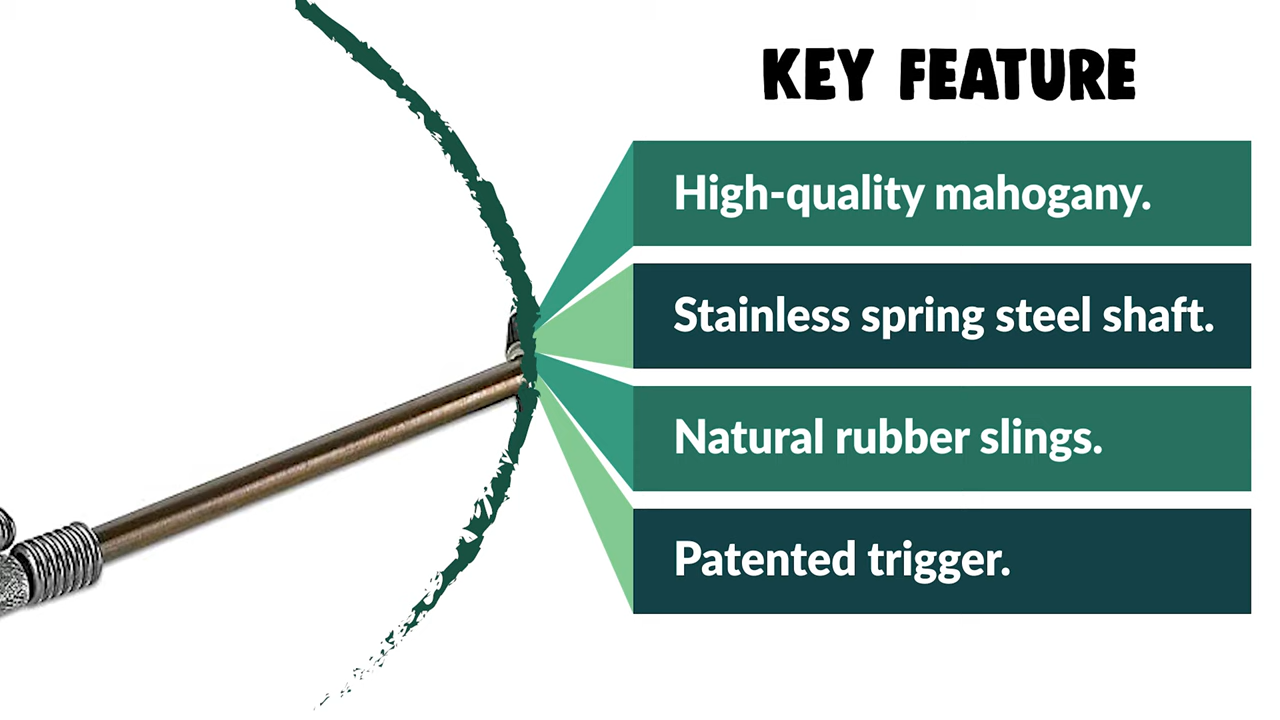 KEY FEATURE
High-quality mahogany.
Stainless spring steel shaft.
Natural rubber slings.
Patented trigger.